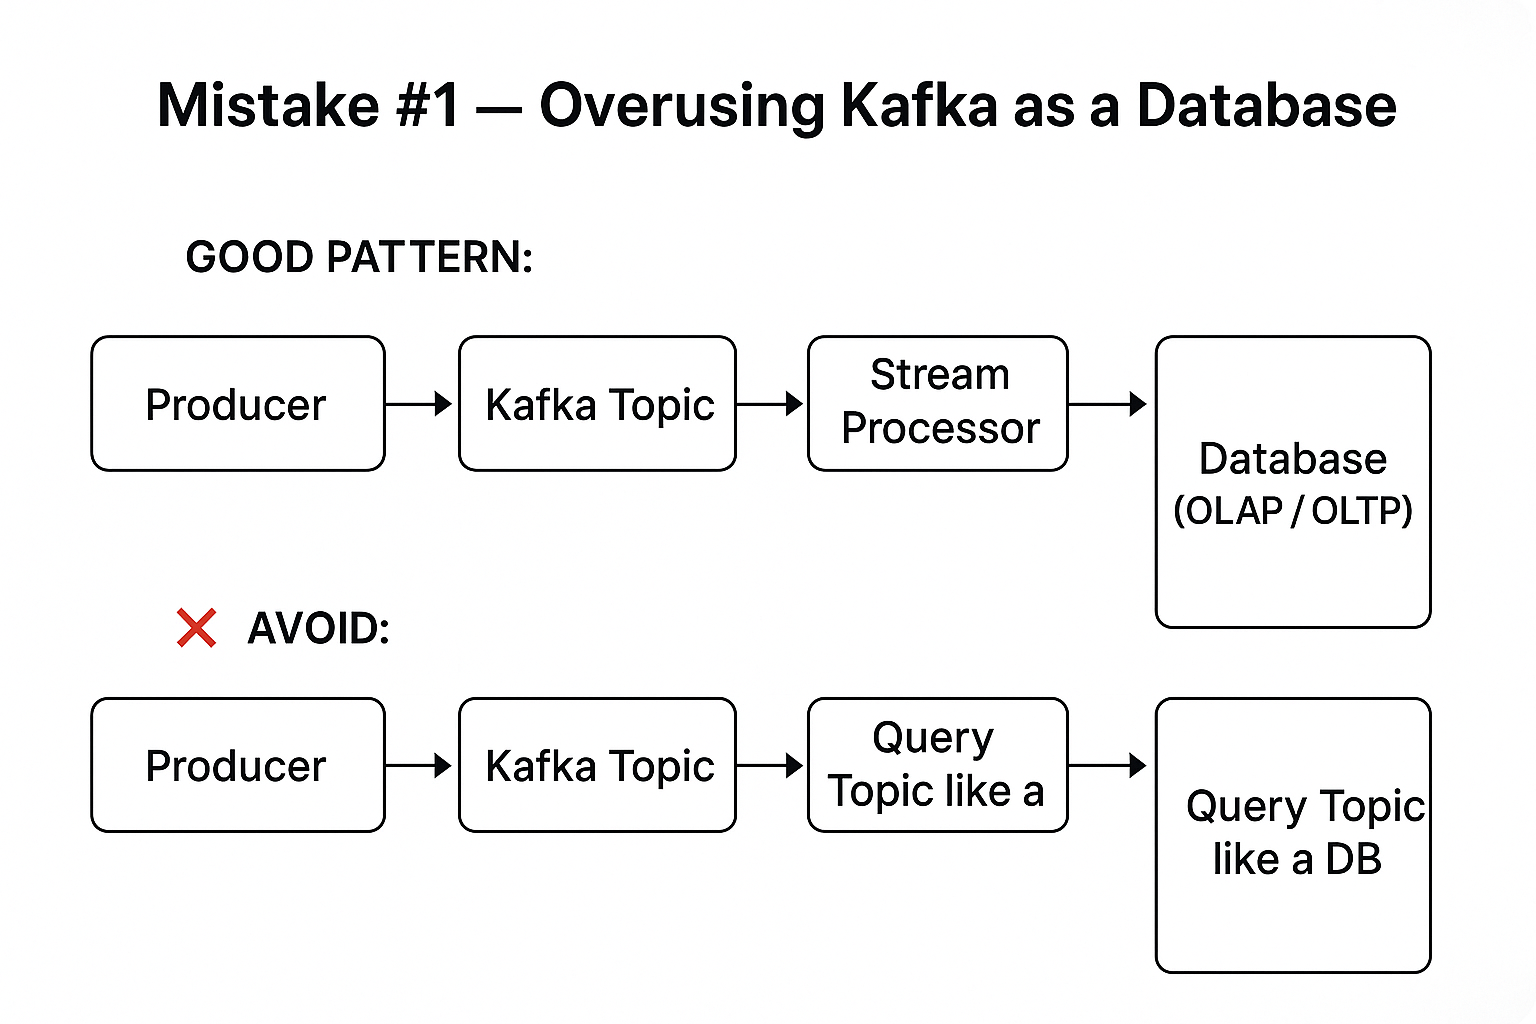 Mistake #1 — Overusing Kafka as a Database
GOOD PATTERN:
Producer
Kafka Topic
Stream
Processor
Database
(OLAP / OLTP)
❌ AVOID:
Producer
Kafka Topic
Query
Topic like a
Query Topic
like a DB